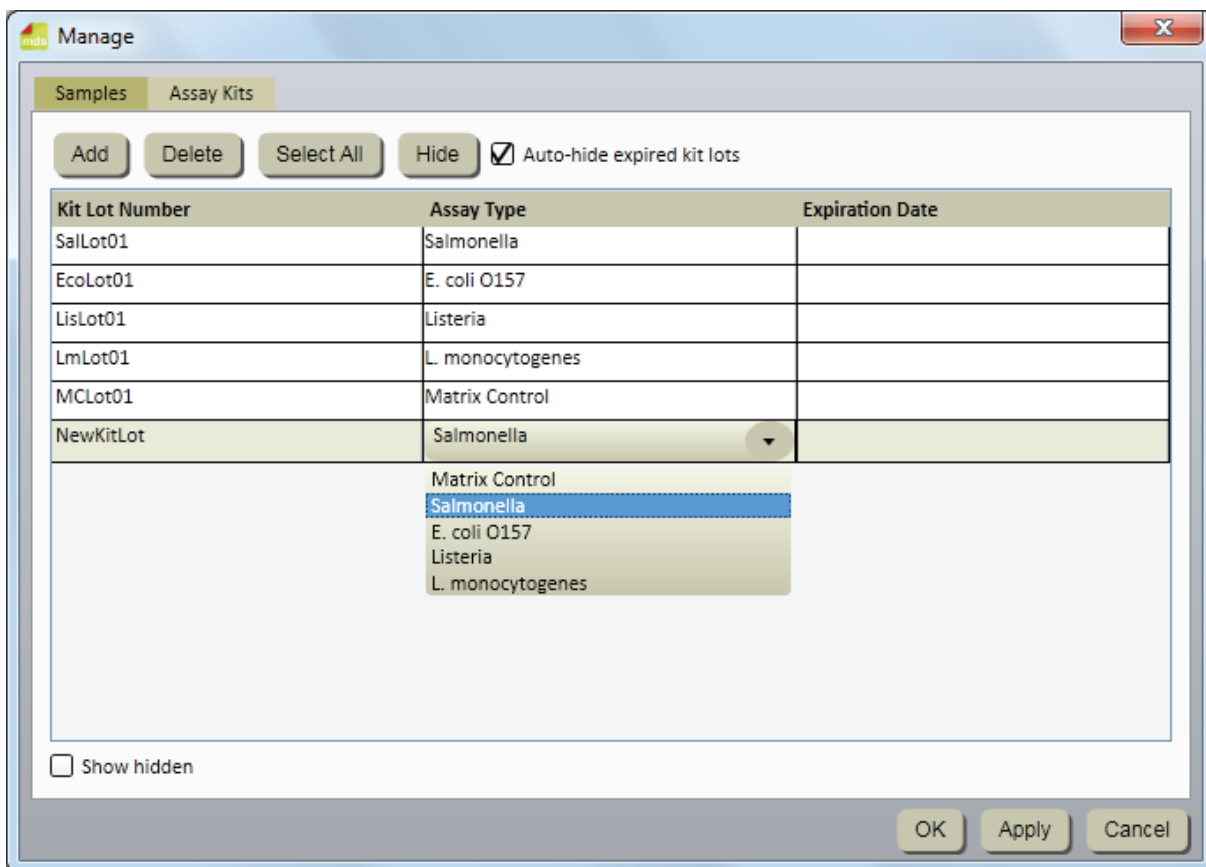 mds Manage X
Samples Assay Kits
Add Delete Select All Hide Auto-hide expired kit lots
Kit Lot Number Assay Type Expiration Date
SalLot01 Salmonella
EcoLot01 E. coli O157
LisLot01 Listeria
LmLot01 L. monocytogenes
MCLot01 Matrix Control
NewKitLot Salmonella
Matrix Control
Salmonella
E. coli O157
Listeria
L. monocytogenes
Show hidden
OK Apply Cancel